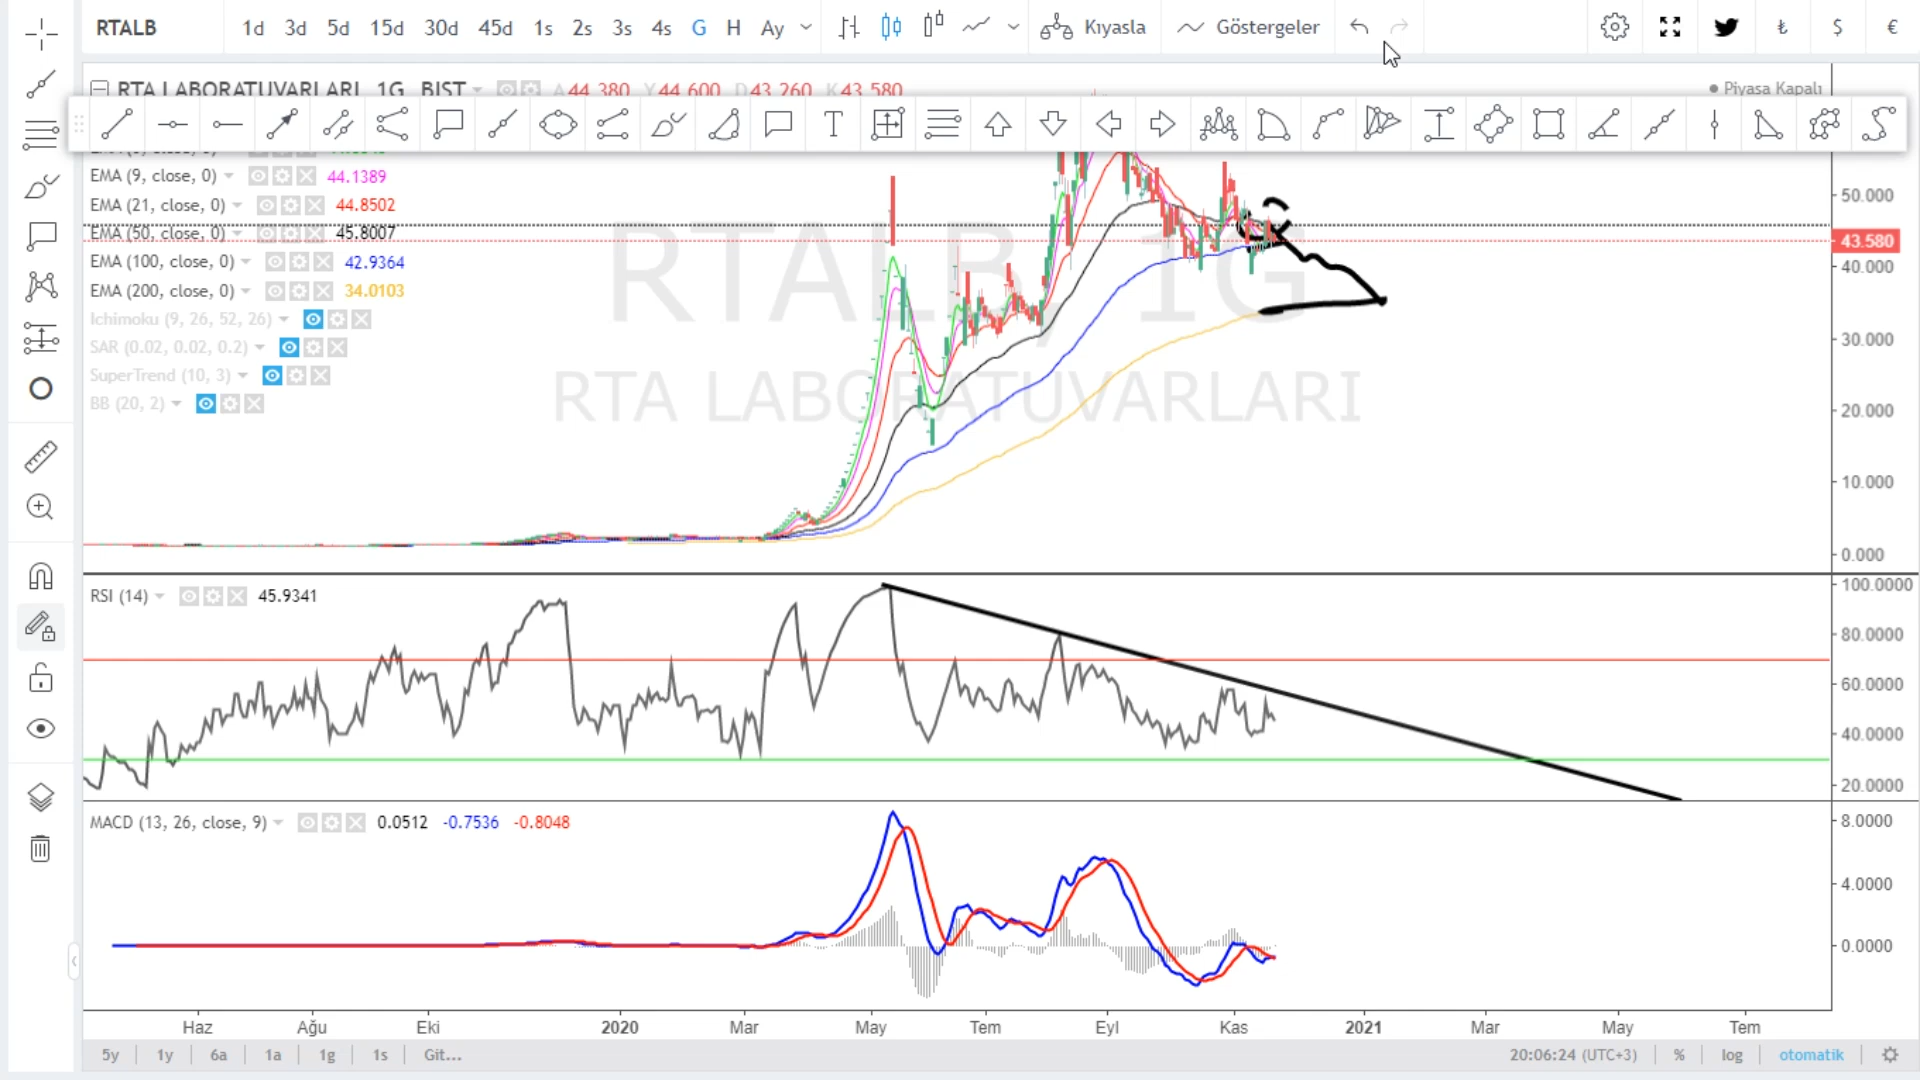 RTALB 1d 3d 5d 15d 30d 45d 1s 2s 3s 4s G H Ay Kıyasla Göstergeler ₺ $ €
RTA LABORATUVARLARI, 1G, BIST A44.380 Y44.600 D43.260 K43.580 Piyasa Kapalı
T
EMA (9, close, 0) 44.1389
EMA (21, close, 0) 44.8502
EMA (50, close, 0) 45.8007
EMA (100, close, 0) 42.9364
EMA (200, close, 0) 34.0103
Ichimoku (9, 26, 52, 26)
SAR (0.02, 0.02, 0.2)
SuperTrend (10, 3)
BB (20, 2)
RTALB, 1G
RTA LABORATUVARLARI
50.000
43.580
40.000
30.000
20.000
10.000
0.000
RSI (14) 45.9341
100.0000
80.0000
60.0000
40.0000
20.0000
MACD (13, 26, close, 9) 0.0512 -0.7536 -0.8048
8.0000
4.0000
0.0000
Haz Ağu Eki 2020 Mar May Tem Eyl Kas 2021 Mar May Tem
5y 1y 6a 1a 1g 1s Git... 20:06:24 (UTC+3) % log otomatik